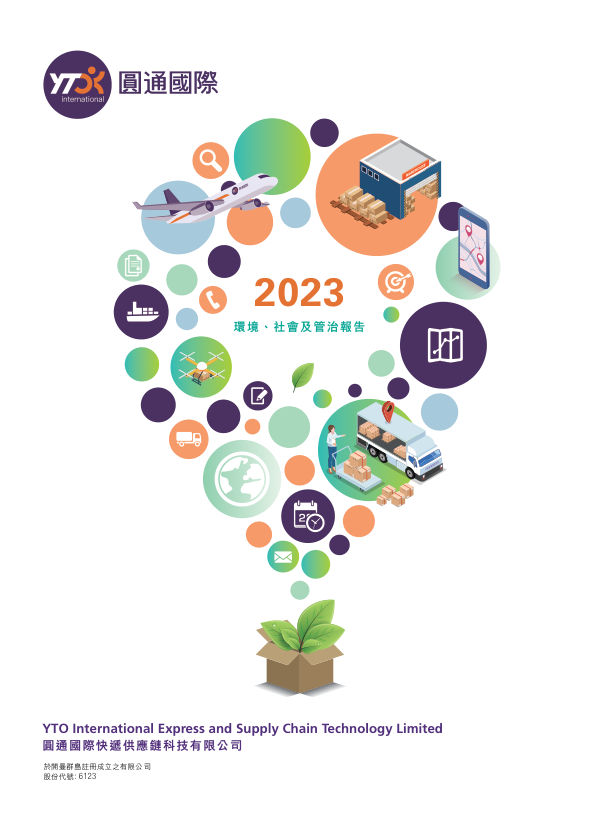 YTO
International
圓通國際
2023
環境、社會及管治報告
22
YTO International Express and Supply Chain Technology Limited
圓通國際快遞供應鏈科技有限公司
於開曼群島註冊成立之有限公司
股份代號: 6123